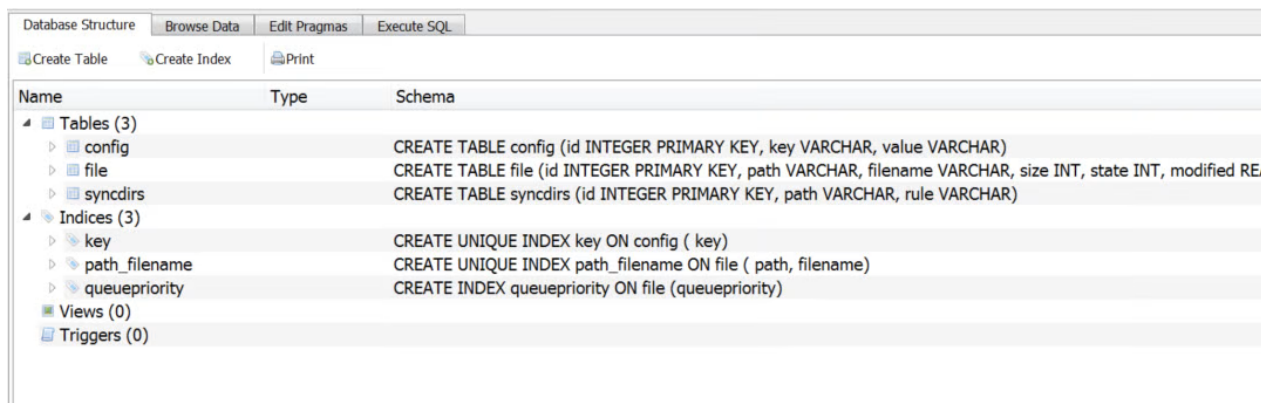 Database Structure Browse Data Edit Pragmas Execute SQL
Create Table Create Index Print
Name Type Schema
Tables (3)
config CREATE TABLE config (id INTEGER PRIMARY KEY, key VARCHAR, value VARCHAR)
file CREATE TABLE file (id INTEGER PRIMARY KEY, path VARCHAR, filename VARCHAR, size INT, state INT, modified
syncdirs CREATE TABLE syncdirs (id INTEGER PRIMARY KEY, path VARCHAR, rule VARCHAR)
Indices (3)
key CREATE UNIQUE INDEX key ON config ( key)
path_filename CREATE UNIQUE INDEX path_filename ON file ( path, filename)
queuepriority CREATE INDEX queuepriority ON file (queuepriority)
Views (0)
Triggers (0)